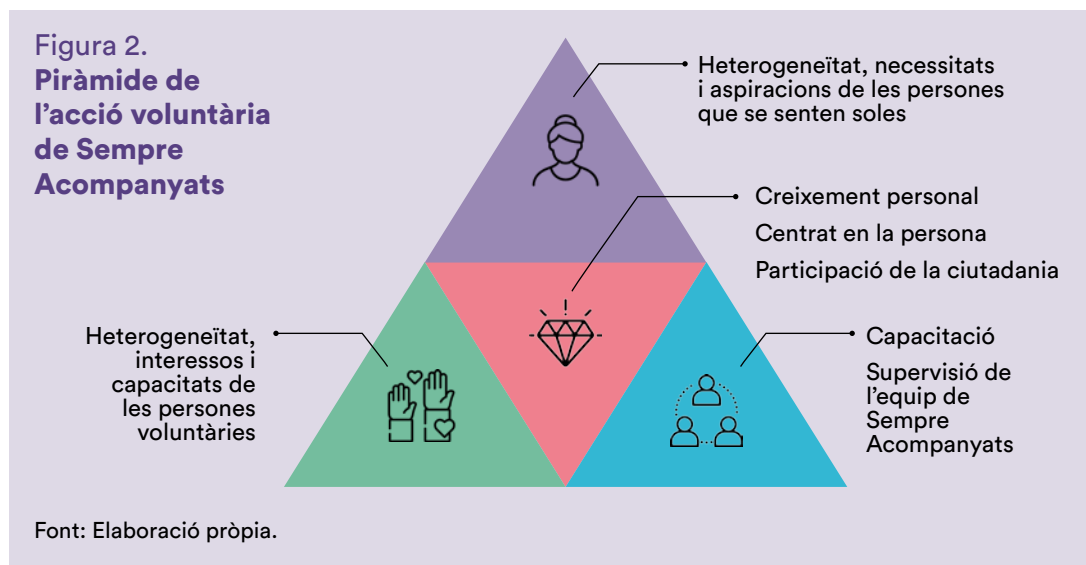 Figura 2.
Piràmide de
l’acció voluntària
de Sempre
Acompanyats
Heterogeneïtat, necessitats
i aspiracions de les persones
que se senten soles
Creixement personal
Centrat en la persona
Participació de la ciutadania
Heterogeneïtat,
interessos i
capacitats de
les persones
voluntàries
Capacitació
Supervisió de
l’equip de
Sempre
Acompanyats
Font: Elaboració pròpia.